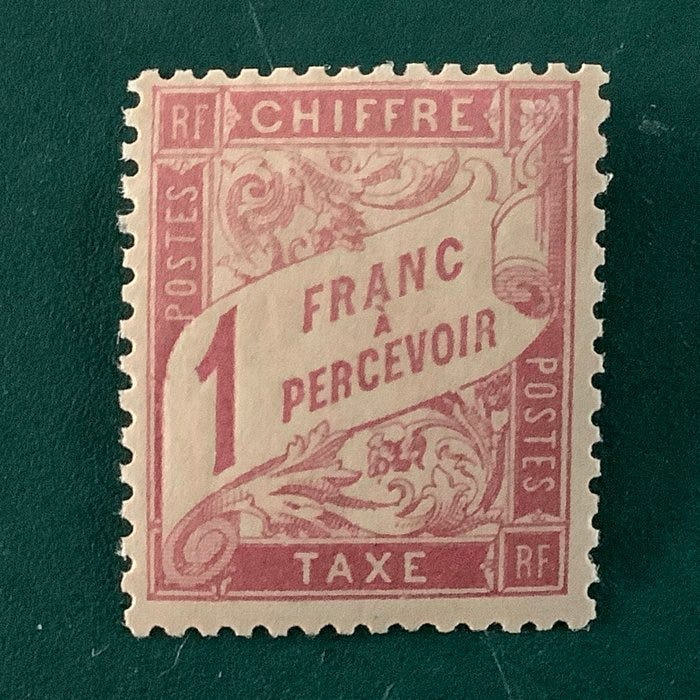 RF
CHIFFRE
POSTES
1
FRANC
À
PERCEVOIR
POSTES
TAXE
RF